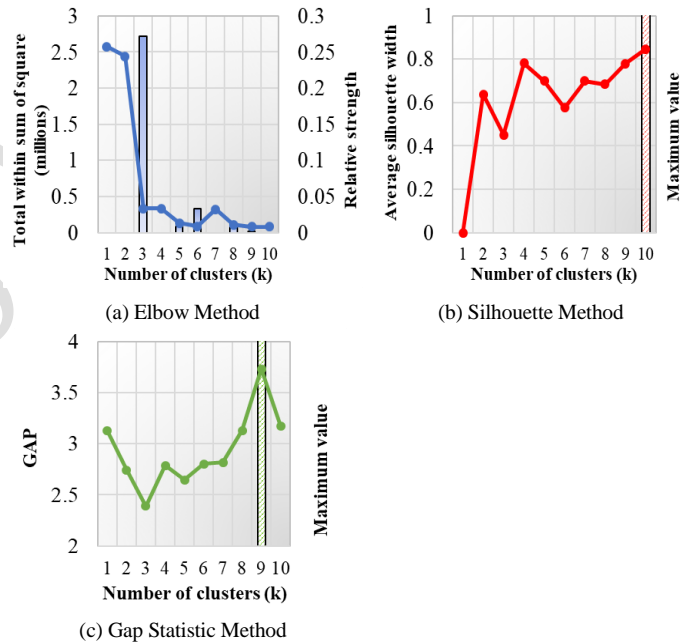 3
2.5
2
1.5
1
0.5
0
Total within sum of square
(millions)
0.3
0.25
0.2
0.15
0.1
0.05
0
Relative strength
1 2 3 4 5 6 7 8 9 10
Number of clusters (k)
(a) Elbow Method
1
0.8
0.6
0.4
0.2
0
Average silhouette width
Maximum value
1 2 3 4 5 6 7 8 9 10
Number of clusters (k)
(b) Silhouette Method
4
3.5
3
2.5
2
GAP
Maximum value
1 2 3 4 5 6 7 8 9 10
Number of clusters (k)
(c) Gap Statistic Method